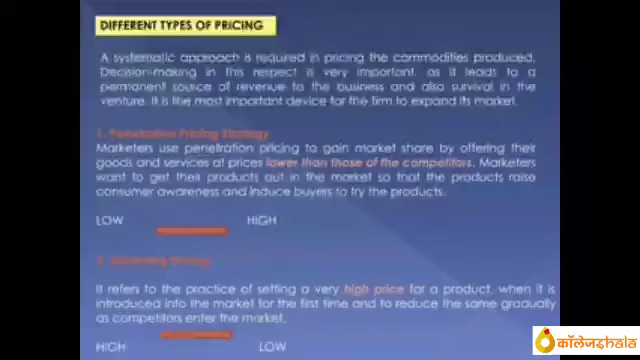 DIFFERENT TYPES OF PRICING
A systematic approach is required in pricing the commodities produced.
Decision-making in this respect is very important, as it leads to a
permanent source of revenue to the business and also survival in the
venture. It is the most important device for the firm to expand its market.
1. Penetration Pricing Strategy
Marketers use penetration pricing to gain market share by offering their
goods and services at prices lower than those of the competitors. Marketers
want to get their products out in the market so that the products raise
consumer awareness and induce buyers to try the products.
LOW HIGH
2. Skimming Pricing
It refers to the practice of setting a very high price for a product, when it is
introduced into the market for the first time and to reduce the same gradually
as competitors enter the market.
HIGH LOW
कॉलेजshala